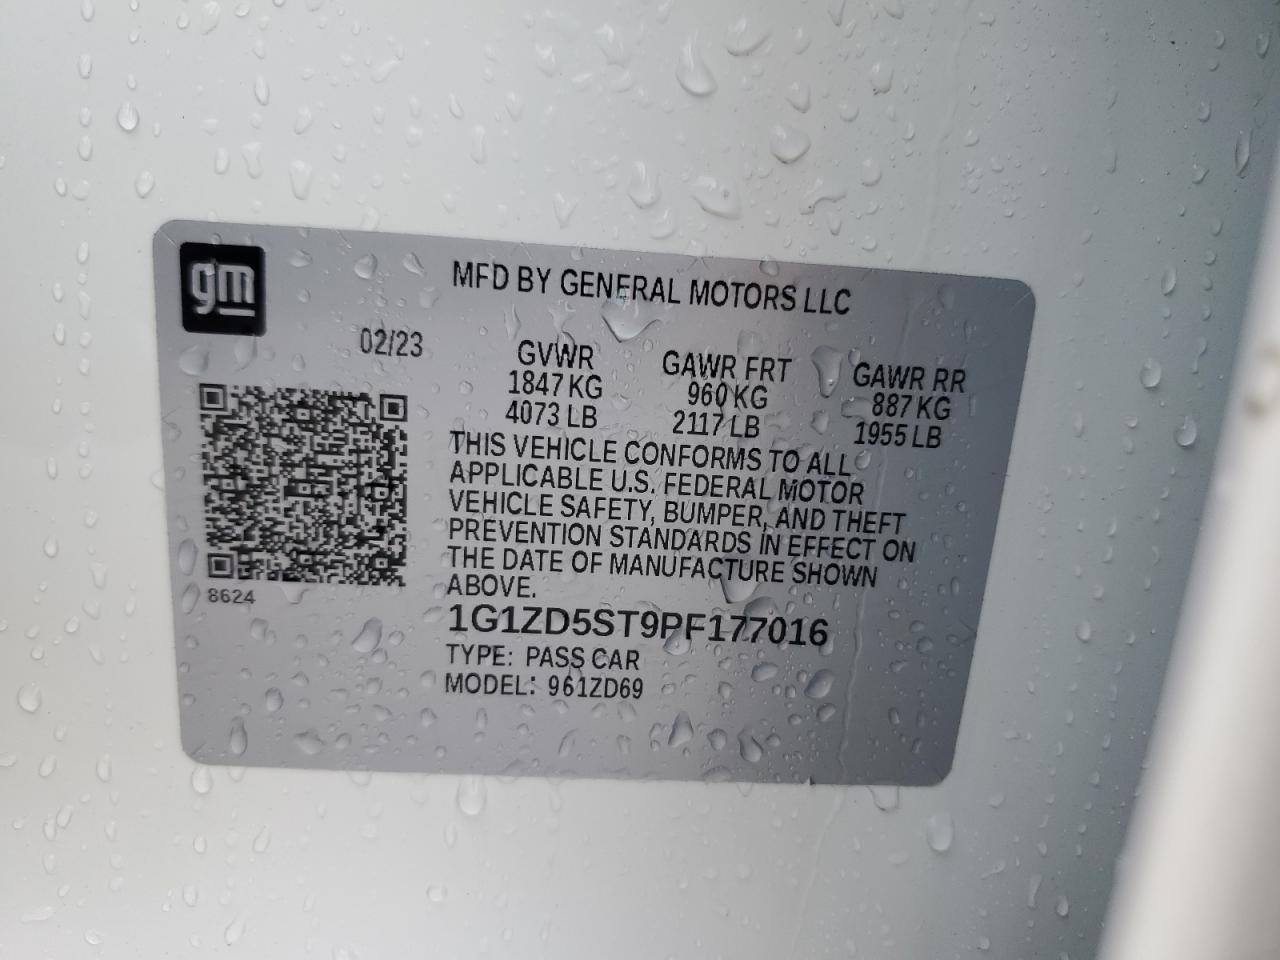 gm
MFD BY GENERAL MOTORS LLC
02/23
GVWR GAWR FRT GAWR RR
1847 KG 960 KG 887 KG
4073 LB 2117 LB 1955 LB
THIS VEHICLE CONFORMS TO ALL
APPLICABLE U.S. FEDERAL MOTOR
VEHICLE SAFETY, BUMPER, AND THEFT
PREVENTION STANDARDS IN EFFECT ON
THE DATE OF MANUFACTURE SHOWN
ABOVE.
8624
1G1ZD5ST9PF177016
TYPE: PASS CAR
MODEL: 961ZD69